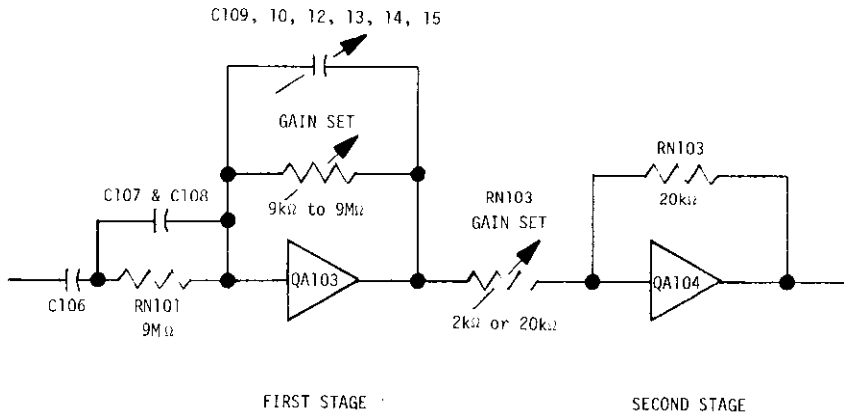 C109, 10, 12, 13, 14, 15
GAIN SET
9kΩ to 9MΩ
C107 & C108
C106
RN101
9MΩ
QA103
RN103
GAIN SET
2kΩ or 20kΩ
RN103
20kΩ
QA104
FIRST STAGE
SECOND STAGE